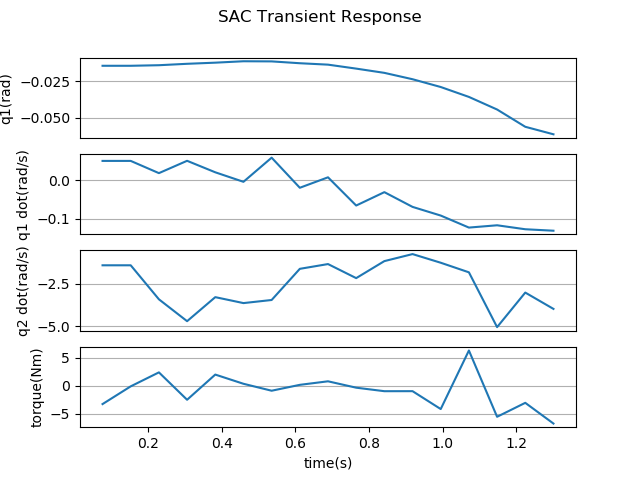 SAC Transient Response
q1(rad)
−0.025
−0.050
q1 dot(rad/s)
0.0
−0.1
q2 dot(rad/s)
−2.5
−5.0
torque(Nm)
5
0
−5
0.2 0.4 0.6 0.8 1.0 1.2
time(s)